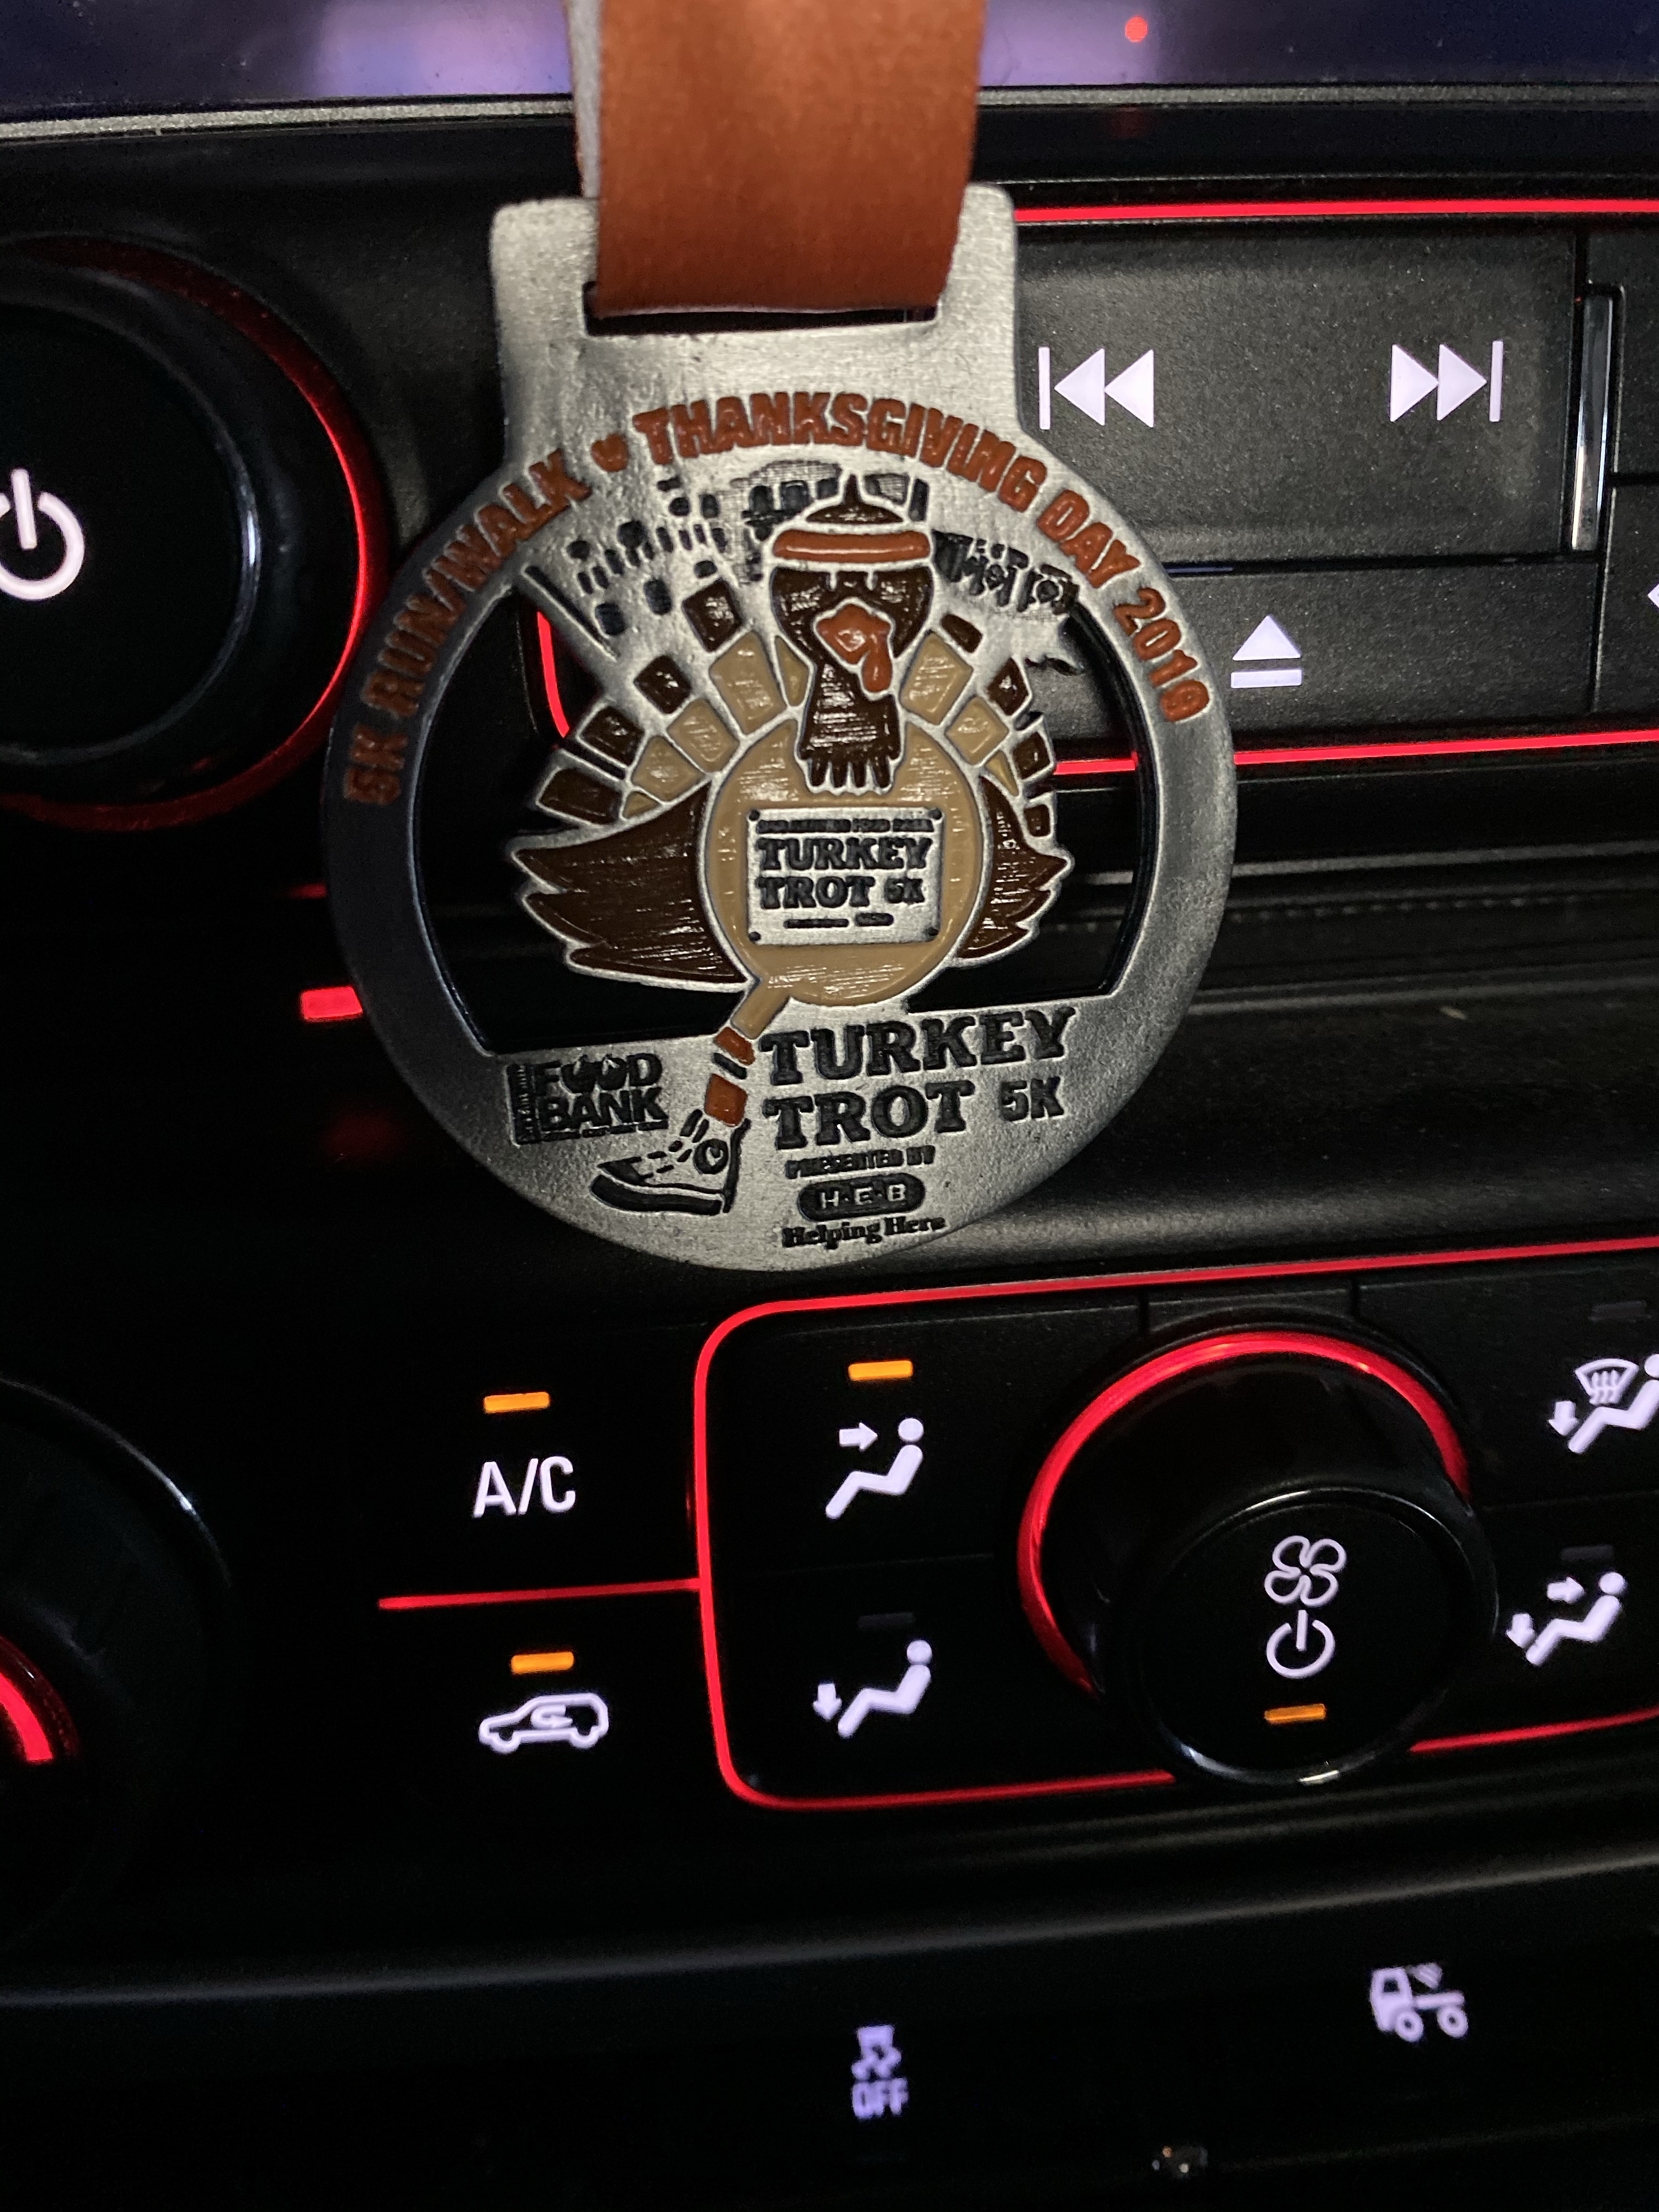 5K RUN/WALK • THANKSGIVING DAY 2019
TURKEY
TROT 5K
FOOD
BANK
TURKEY
TROT 5K
PRESENTED BY
H-E-B
Helping Here
A/C
OFF